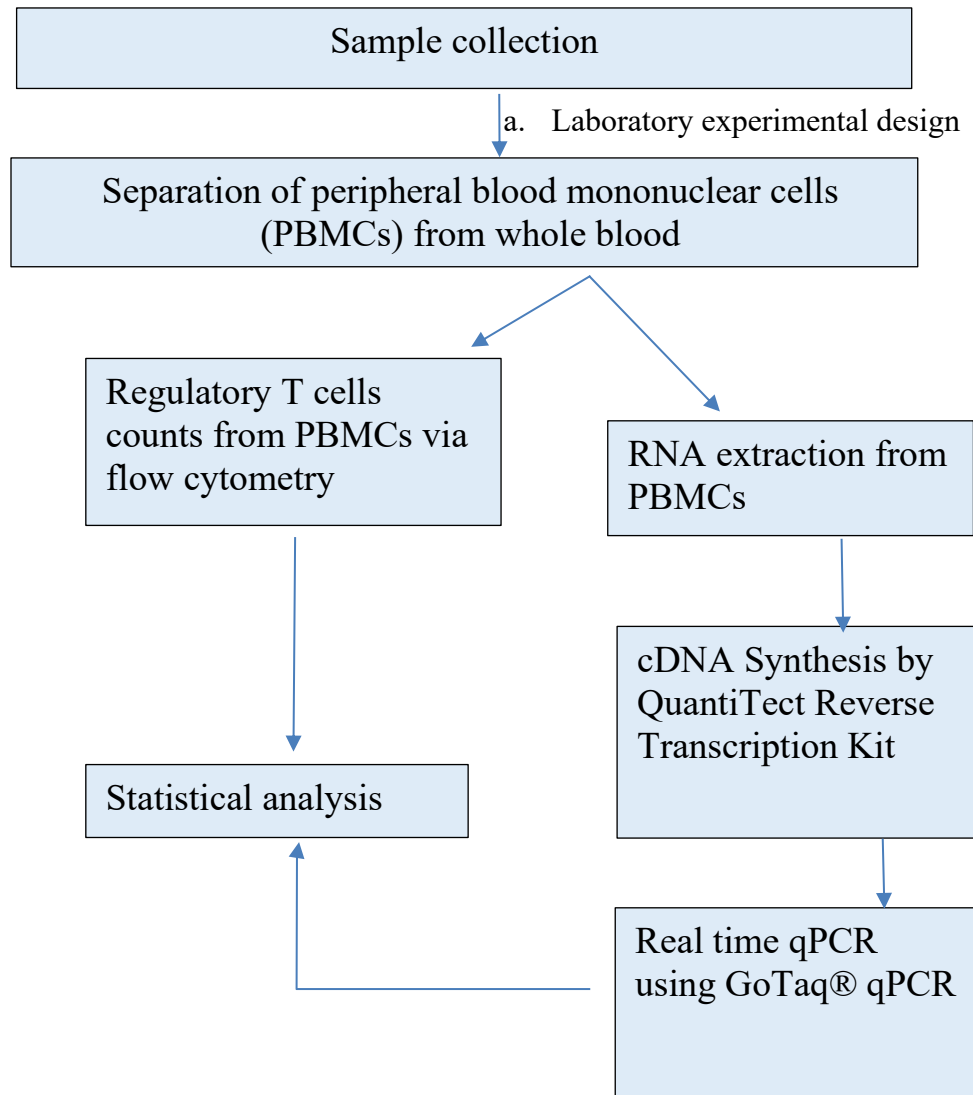 Sample collection
a. Laboratory experimental design
Separation of peripheral blood mononuclear cells
(PBMCs) from whole blood
Regulatory T cells
counts from PBMCs via
flow cytometry
RNA extraction from
PBMCs
cDNA Synthesis by
QuantiTect Reverse
Transcription Kit
Statistical analysis
Real time qPCR
using GoTaq® qPCR